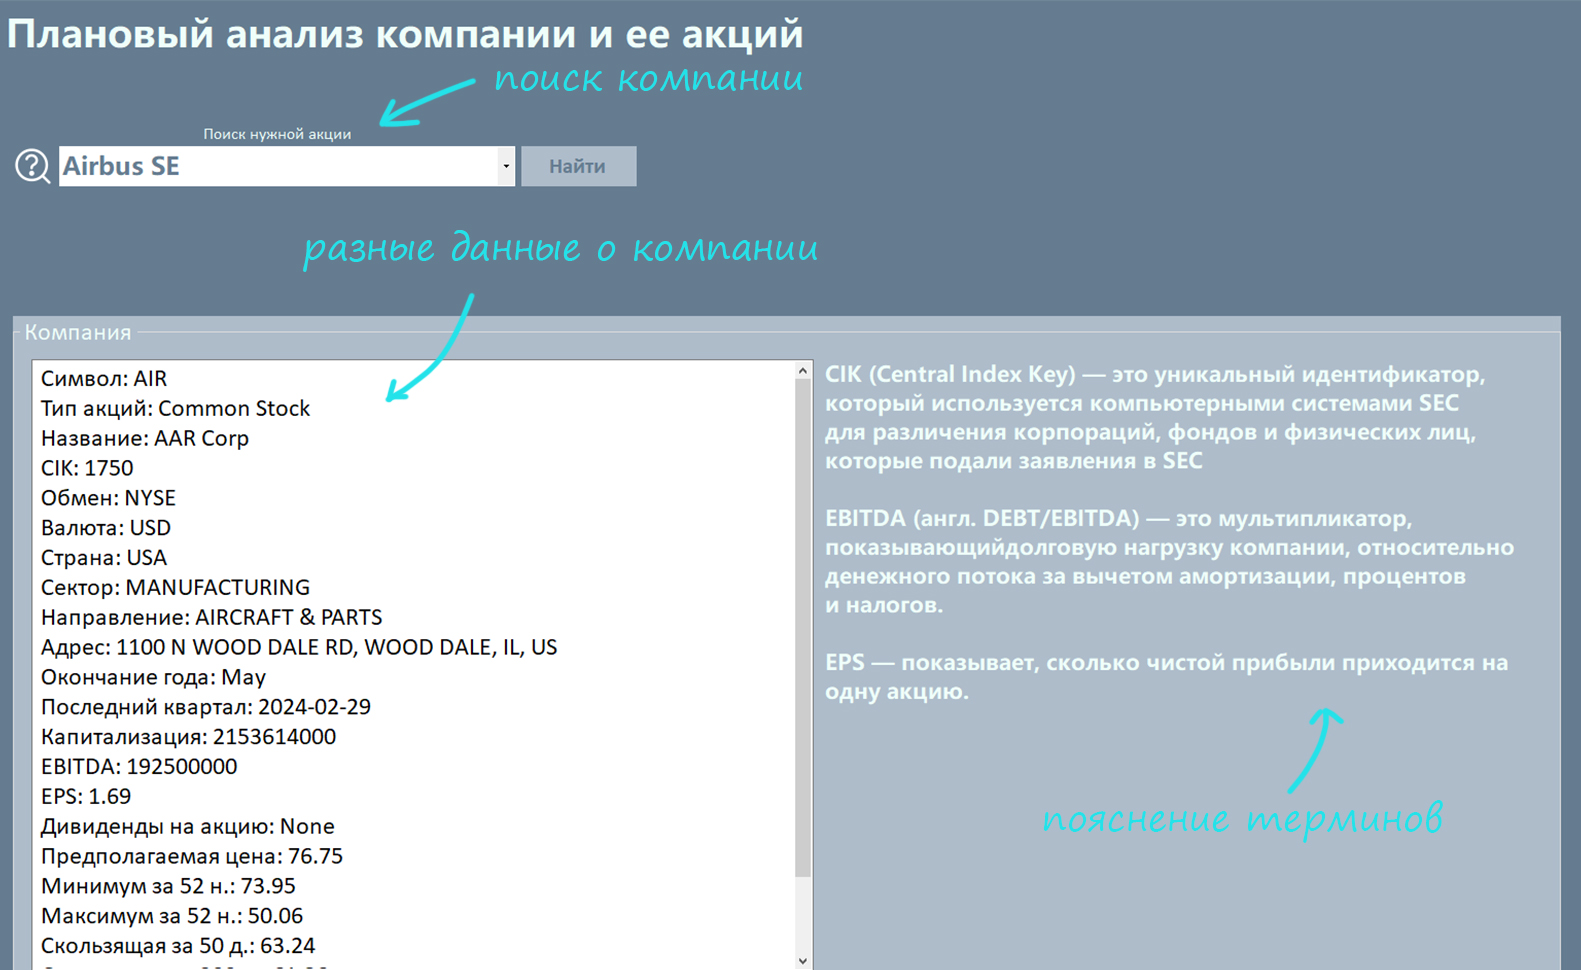 Плановый анализ компании и ее акций
поиск компании
Поиск нужной акции
Airbus SE
Найти
разные данные о компании
Компания
Символ: AIR
Тип акций: Common Stock
Название: AAR Corp
CIK: 1750
Обмен: NYSE
Валюта: USD
Страна: USA
Сектор: MANUFACTURING
Направление: AIRCRAFT & PARTS
Адрес: 1100 N WOOD DALE RD, WOOD DALE, IL, US
Окончание года: May
Последний квартал: 2024-02-29
Капитализация: 2153614000
EBITDA: 192500000
EPS: 1.69
Дивиденды на акцию: None
Предполагаемая цена: 76.75
Минимум за 52 н.: 73.95
Максимум за 52 н.: 50.06
Скользящая за 50 д.: 63.24
CIK (Central Index Key) — это уникальный идентификатор,
который используется компьютерными системами SEC
для различения корпораций, фондов и физических лиц,
которые подали заявления в SEC
EBITDA (англ. DEBT/EBITDA) — это мультипликатор,
показывающийдолговую нагрузку компании, относительно
денежного потока за вычетом амортизации, процентов
и налогов.
EPS — показывает, сколько чистой прибыли приходится на
одну акцию.
пояснение терминов